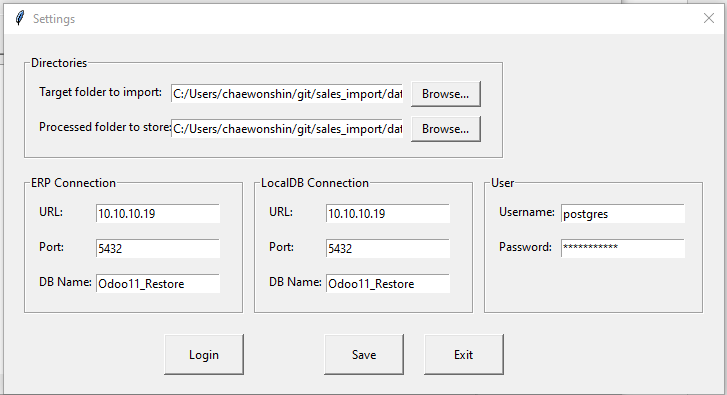 Settings
Directories
Target folder to import: C:/Users/chaewonshin/git/sales_import/dat Browse...
Processed folder to store: C:/Users/chaewonshin/git/sales_import/dat Browse...
ERP Connection LocalDB Connection User
URL: 10.10.10.19 URL: 10.10.10.19 Username: postgres
Port: 5432 Port: 5432 Password: ***********
DB Name: Odoo11_Restore DB Name: Odoo11_Restore
Login Save Exit